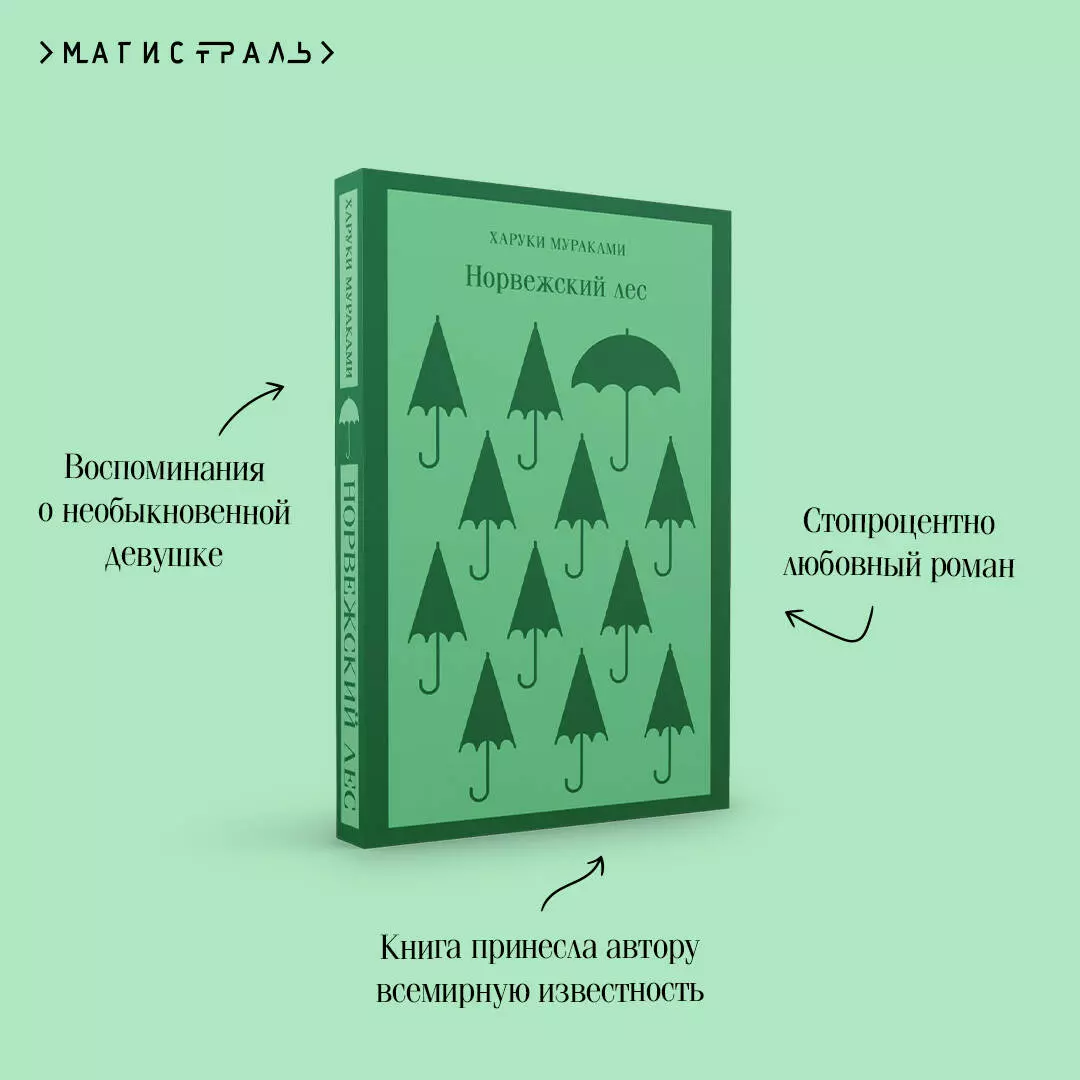 >МАГИСТРАЛЬ>
ХАРУКИ МУРАКАМИ
Норвежский лес
ХАРУКИ МУРАКАМИ
НОРВЕЖСКИЙ ЛЕС
Воспоминания
о необыкновенной
девушке
Стопроцентно
любовный роман
Книга принесла автору
всемирную известность